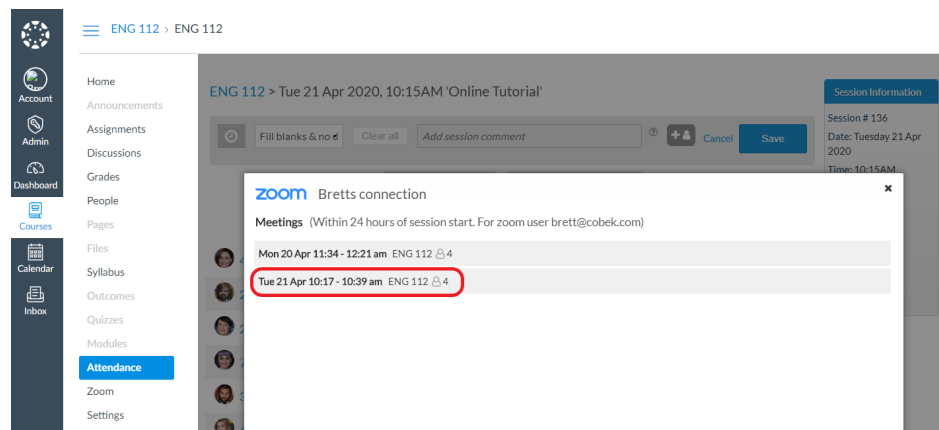 ENG 112 > ENG 112
Account
Admin
Dashboard
Courses
Calendar
Inbox
Home
Announcements
Assignments
Discussions
Grades
People
Pages
Files
Syllabus
Outcomes
Quizzes
Modules
Attendance
Zoom
Settings
ENG 112 > Tue 21 Apr 2020, 10:15AM 'Online Tutorial'
Fill blanks & no
Clear all
Add session comment
Cancel
Save
Session Information
Session # 136
Date: Tuesday 21 Apr
2020
Time: 10:15AM
zoom Bretts connection
×
Meetings (Within 24 hours of session start. For zoom user brett@cobek.com)
Mon 20 Apr 11:34 - 12:21 am ENG 112 4
Tue 21 Apr 10:17 - 10:39 am ENG 112 4